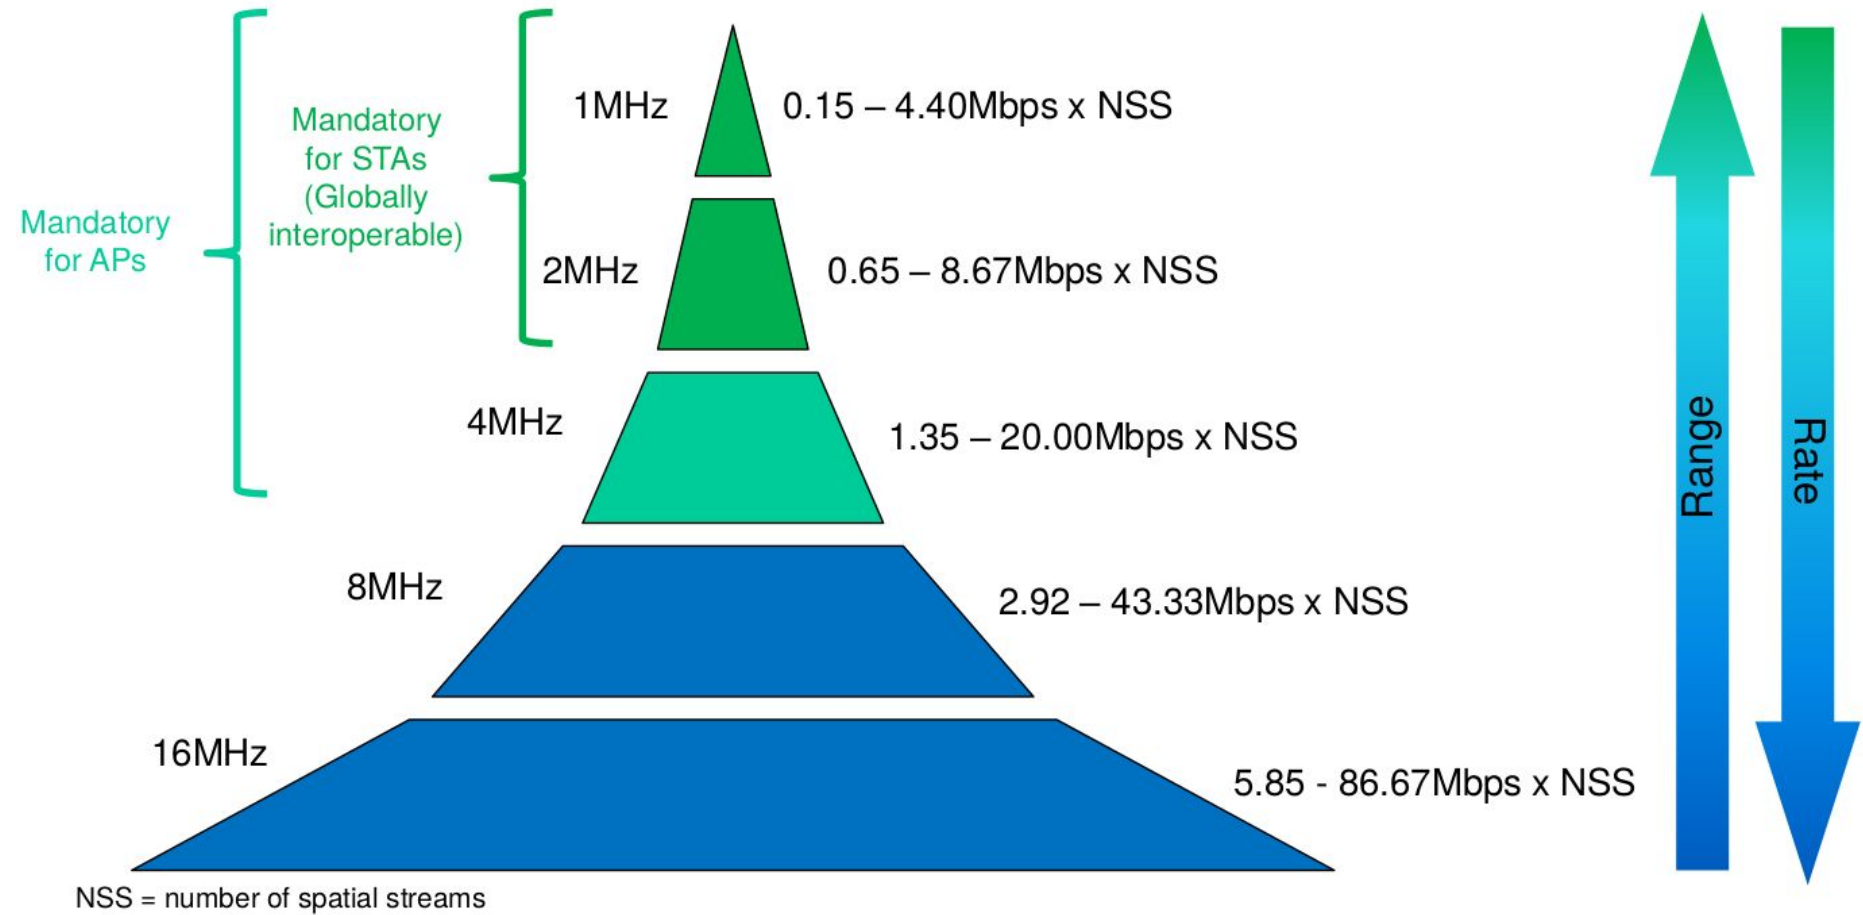 Mandatory
for APs
Mandatory
for STAs
(Globally
interoperable)
1MHz
0.15 – 4.40Mbps x NSS
2MHz
0.65 – 8.67Mbps x NSS
4MHz
1.35 – 20.00Mbps x NSS
8MHz
2.92 – 43.33Mbps x NSS
16MHz
5.85 - 86.67Mbps x NSS
Range
Rate
NSS = number of spatial streams